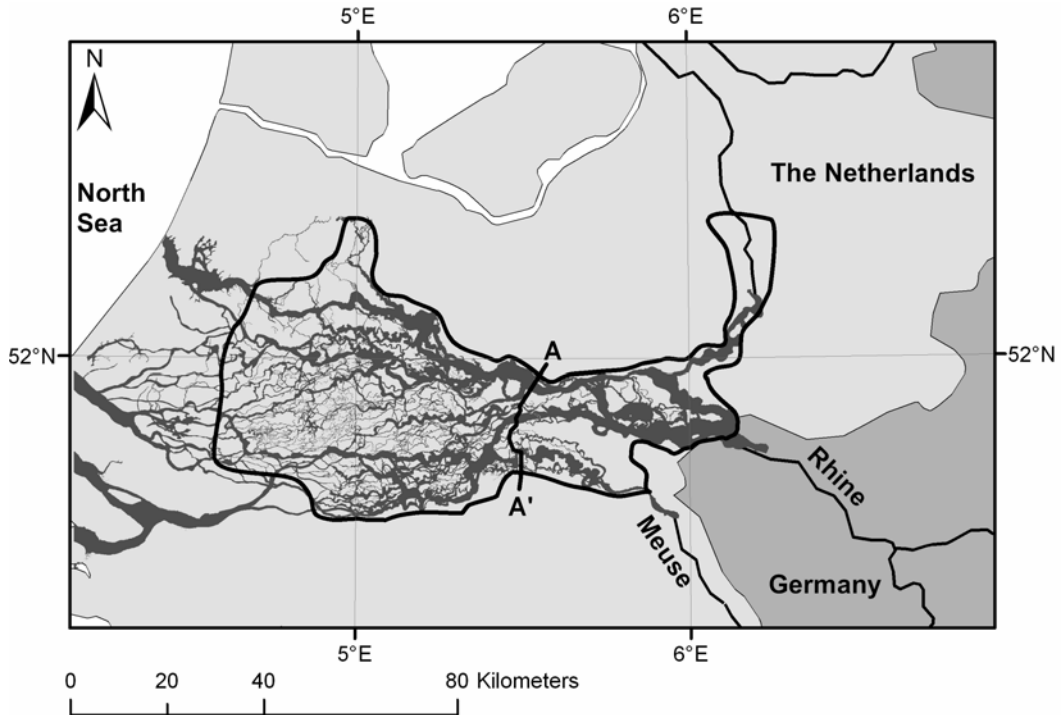 5°E 6°E
N
North
Sea
The Netherlands
52°N 52°N
A
A'
Rhine
Meuse
Germany
5°E 6°E
0 20 40 80 Kilometers